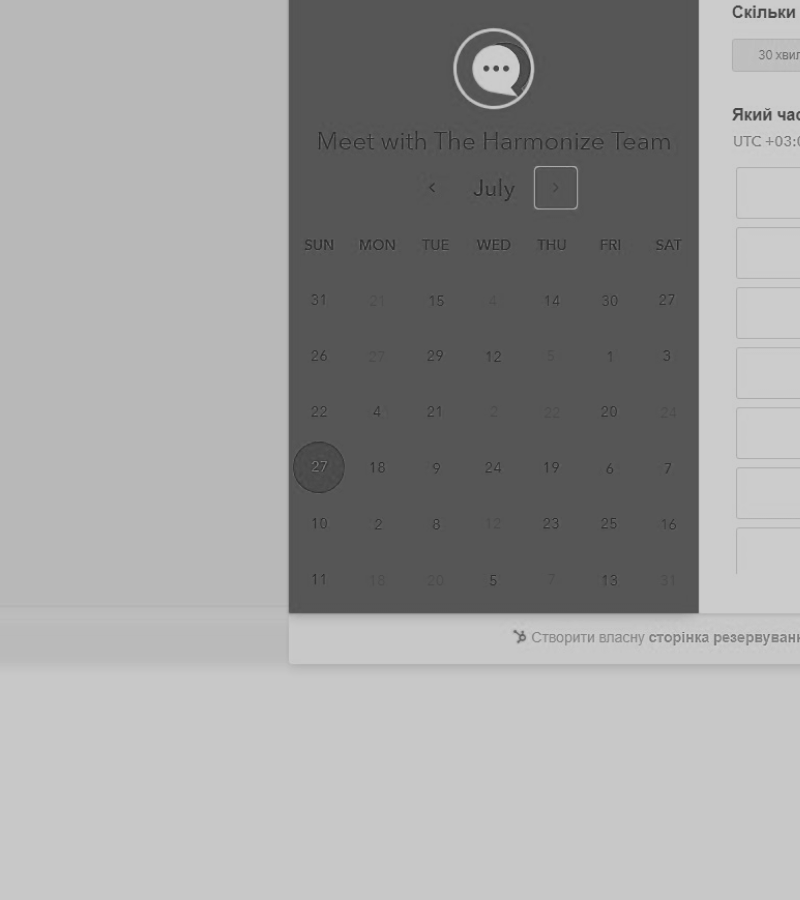 Скільки
30 хвил
Meet with The Harmonize Team
Який час
UTC +03:0
July
SUN MON TUE WED THU FRI SAT
31 21 15 4 14 30 27
26 27 29 12 5 1 3
22 4 21 2 22 20 24
27 18 9 24 19 6 7
10 2 8 12 23 25 16
11 18 20 5 7 13 31
Створити власну сторінка резервуванн